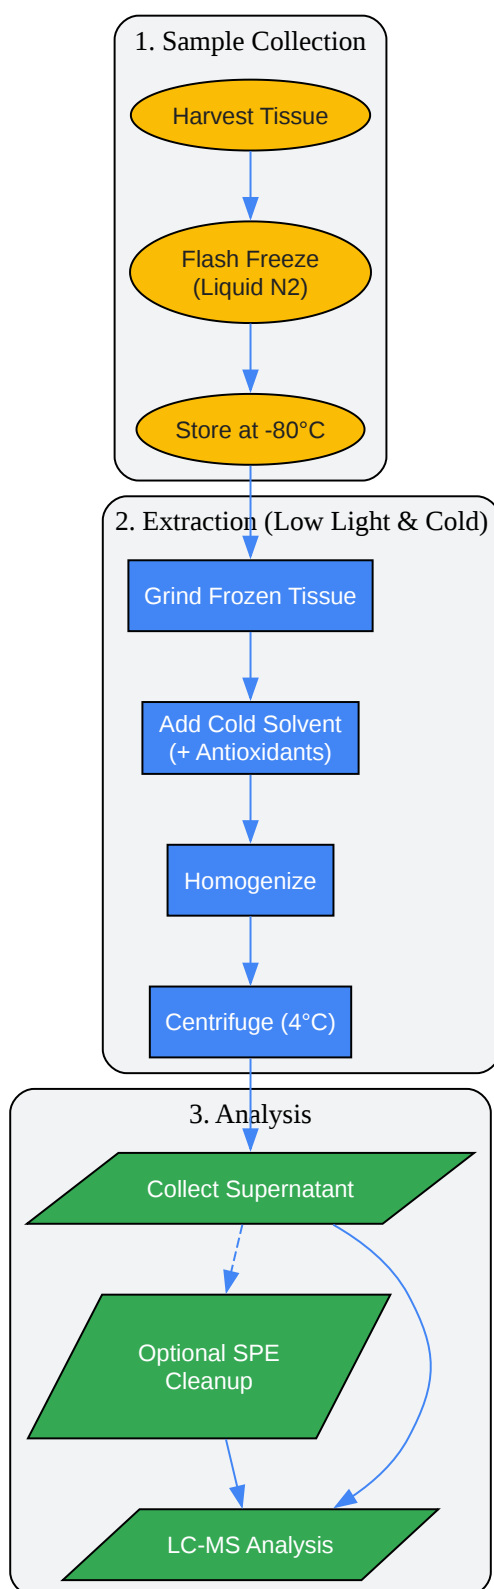 1. Sample Collection
Harvest Tissue
Flash Freeze
(Liquid N2)
Store at -80°C
2. Extraction (Low Light & Cold)
Grind Frozen Tissue
Add Cold Solvent
(+ Antioxidants)
Homogenize
Centrifuge (4°C)
3. Analysis
Collect Supernatant
Optional SPE
Cleanup
LC-MS Analysis